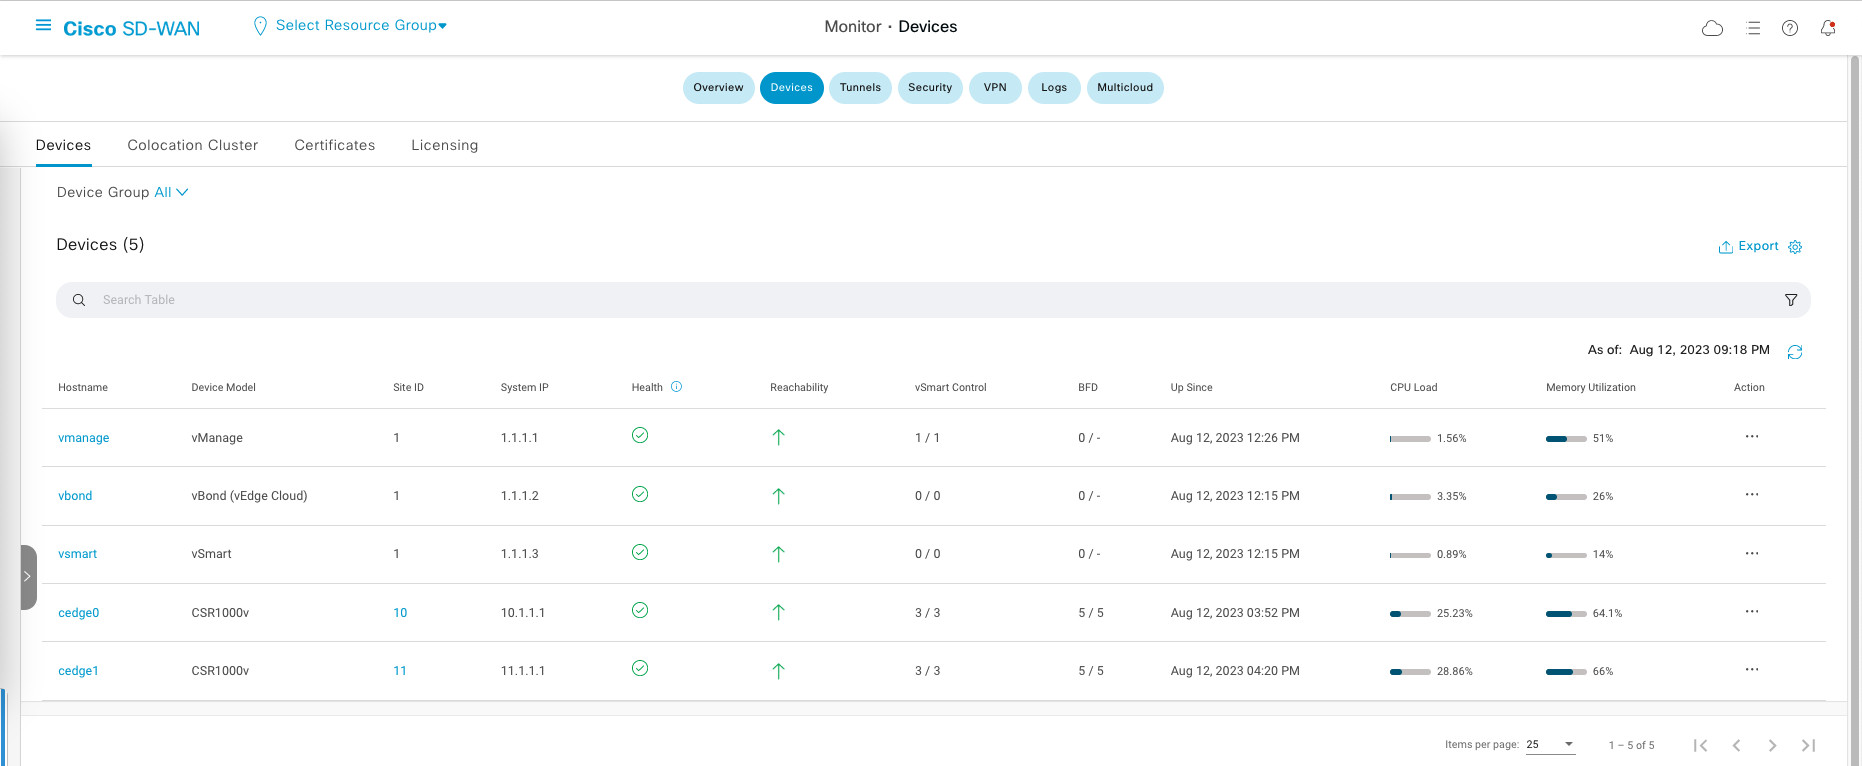 Cisco SD-WAN Select Resource Group Monitor · Devices
Overview Devices Tunnels Security VPN Logs Multicloud
Devices Colocation Cluster Certificates Licensing
Device Group All
Devices (5) Export
Search Table
As of: Aug 12, 2023 09:18 PM
Hostname Device Model Site ID System IP Health Reachability vSmart Control BFD Up Since CPU Load Memory Utilization Action
vmanage vManage 1 1.1.1.1 1 / 1 0 / - Aug 12, 2023 12:26 PM 1.56% 51% ...
vbond vBond (vEdge Cloud) 1 1.1.1.2 0 / 0 0 / - Aug 12, 2023 12:15 PM 3.35% 26% ...
vsmart vSmart 1 1.1.1.3 0 / 0 0 / - Aug 12, 2023 12:15 PM 0.89% 14% ...
cedge0 CSR1000v 10 10.1.1.1 3 / 3 5 / 5 Aug 12, 2023 03:52 PM 25.23% 64.1% ...
cedge1 CSR1000v 11 11.1.1.1 3 / 3 5 / 5 Aug 12, 2023 04:20 PM 28.86% 66% ...
Items per page: 25 1 – 5 of 5